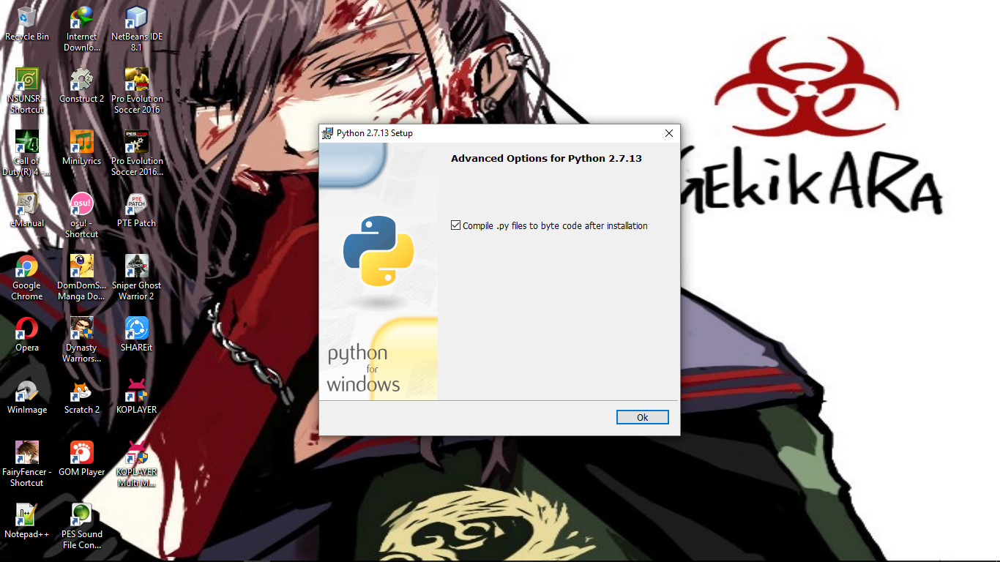 Recycle Bin
Internet
Downlo...
NetBeans IDE
8.1
NSUNSR -
Shortcut
Construct 2
Pro Evolution
Soccer 2016
Call of
Duty(R) 4 -...
MiniLyrics
PES2016
Pro Evolution
Soccer 2016...
eManual
osu!
osu! -
Shortcut
PTE
PATCH
PTE Patch
Google
Chrome
DomDomS...
Manga Do...
Sniper Ghost
Warrior 2
Opera
Dynasty
Warriors...
SHAREit
WinImage
Scratch 2
KOPLAYER
FairyFencer -
Shortcut
GOM Player
KOPLAYER
Multi M...
Notepad++
PES Sound
File Con...
Python 2.7.13 Setup
Advanced Options for Python 2.7.13
Compile .py files to byte code after installation
python
for
windows
Ok
GEKiKARA